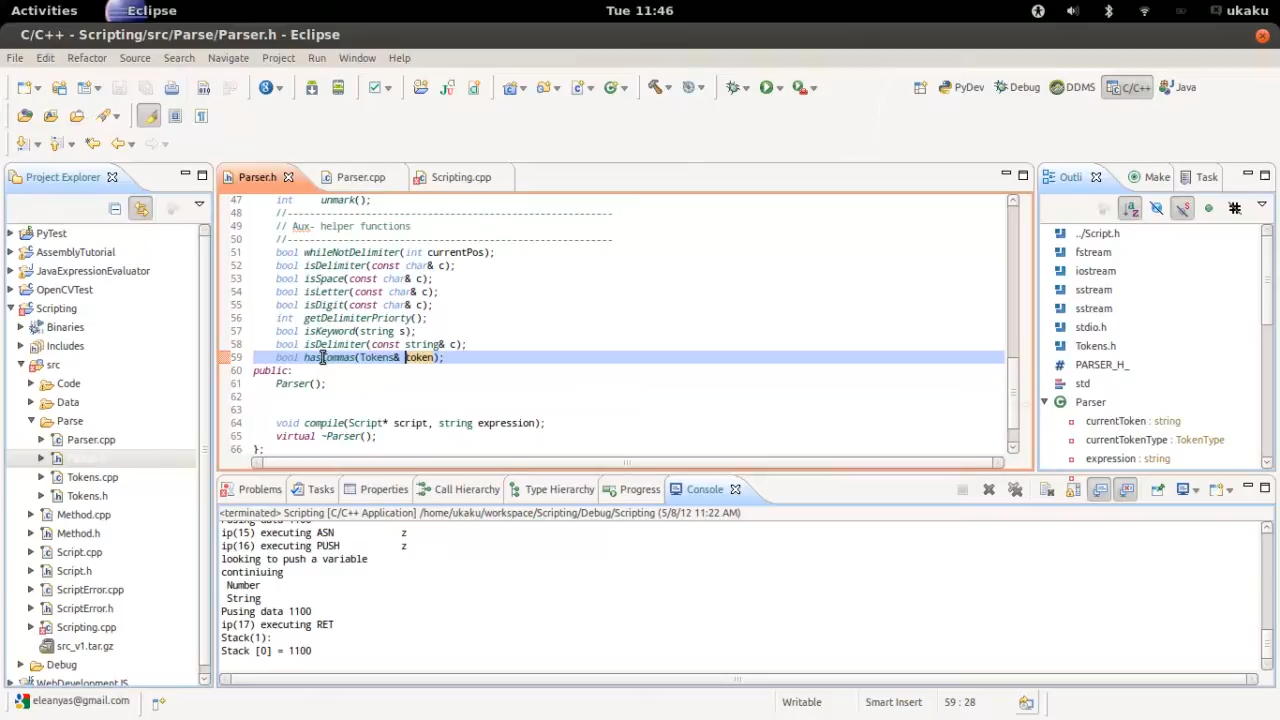 Activities Eclipse Tue 11:46 ukaku
C/C++ - Scripting/src/Parse/Parser.h - Eclipse
File Edit Refactor Source Search Navigate Project Run Window Help
PyDev Debug DDMS C/C++ Java
Project Explorer
PyTest
AssemblyTutorial
JavaExpressionEvaluator
OpenCVTest
Scripting
Binaries
Includes
src
Code
Data
Parse
Parser.cpp
Tokens.cpp
Tokens.h
Method.cpp
Method.h
Script.cpp
Script.h
ScriptError.cpp
ScriptError.h
Scripting.cpp
src_v1.tar.gz
Debug
WebDevelopmentJS
Parser.h Parser.cpp Scripting.cpp
47 int unmark();
48 //---------------------------------------------------------
49 // Aux- helper functions
50 //---------------------------------------------------------
51 bool whileNotDelimiter(int currentPos);
52 bool isDelimiter(const char& c);
53 bool isSpace(const char& c);
54 bool isLetter(const char& c);
55 bool isDigit(const char& c);
56 int getDelimiterPriorty();
57 bool isKeyword(string s);
58 bool isDelimiter(const string& c);
59 bool hasCommas(Tokens& token);
60 public:
61 Parser();
62
63
64 void compile(Script* script, string expression);
65 virtual ~Parser();
66 };
Outli Make Task
../Script.h
fstream
iostream
sstream
sstream
stdio.h
Tokens.h
PARSER_H_
std
Parser
currentToken : string
currentTokenType : TokenType
expression : string
Problems Tasks Properties Call Hierarchy Type Hierarchy Progress Console
<terminated> Scripting [C/C++ Application] /home/ukaku/workspace/Scripting/Debug/Scripting (5/8/12 11:22 AM)
Pusing data 1100
ip(15) executing ASN z
ip(16) executing PUSH z
looking to push a variable
continiuing
Number
String
Pusing data 1100
ip(17) executing RET
Stack(1):
Stack [0] = 1100
eleanyas@gmail.com Writable Smart Insert 59 : 28